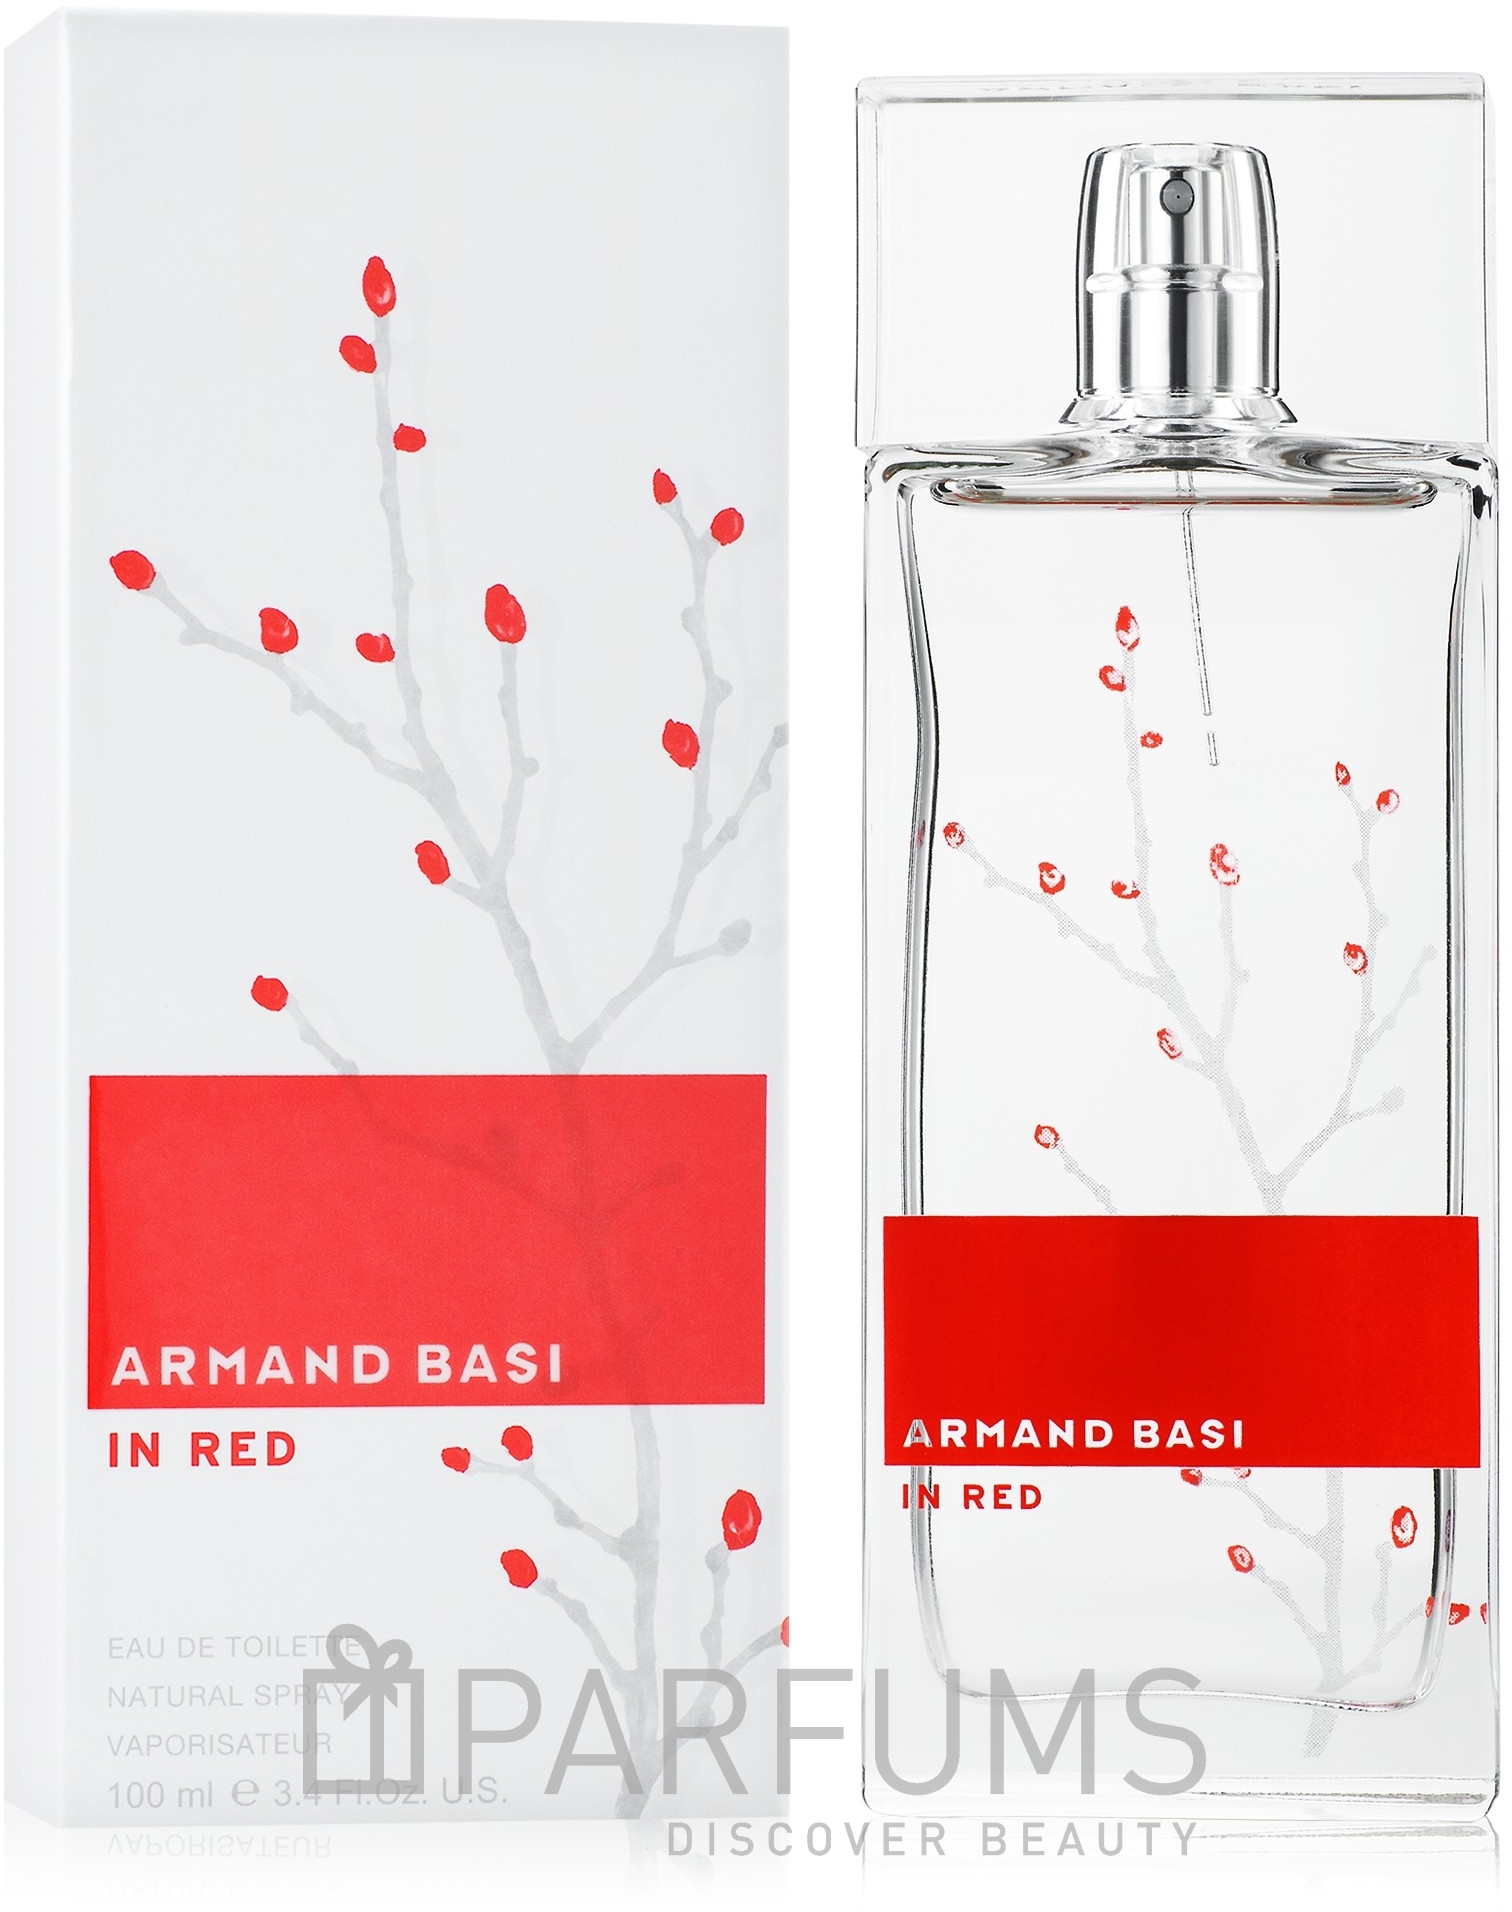 ARMAND BASI
IN RED
EAU DE TOILETTE
NATURAL SPRAY
VAPORISATEUR
100 ml ℮ 3.4 Fl.Oz. U.S.
ARMAND BASI
IN RED
PARFUMS
DISCOVER BEAUTY